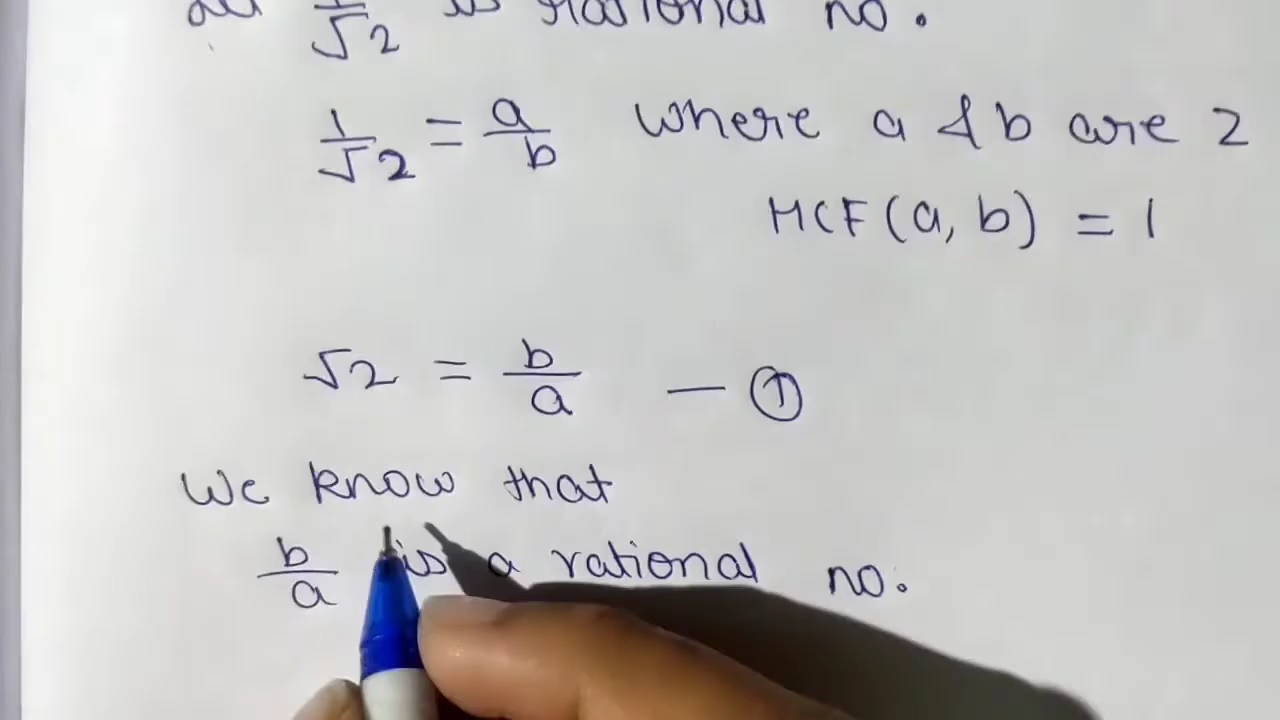 1/√2 is rational no.
1/√2 = a/b where a & b are 2
HCF(a, b) = 1
√2 = b/a — ①
We know that
b/a is a rational no.